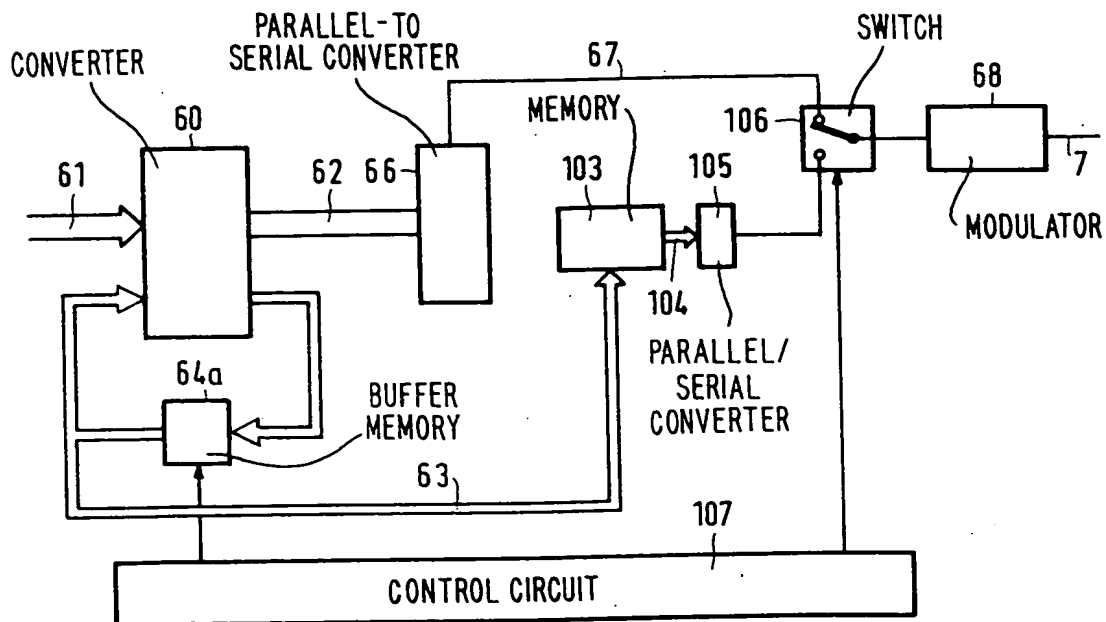 PARALLEL-TO
SERIAL CONVERTER
SWITCH
CONVERTER
67
MEMORY
68
60
106
62
66
103
105
61
7
MODULATOR
104
PARALLEL/
SERIAL
CONVERTER
64a
BUFFER
MEMORY
63
107
CONTROL CIRCUIT